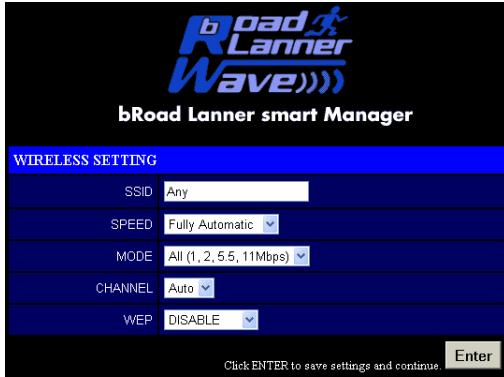 bRoad
Lanner
Wave
bRoad Lanner smart Manager
WIRELESS SETTING
SSID Any
SPEED Fully Automatic
MODE All (1, 2, 5.5, 11Mbps)
CHANNEL Auto
WEP DISABLE
Click ENTER to save settings and continue. Enter